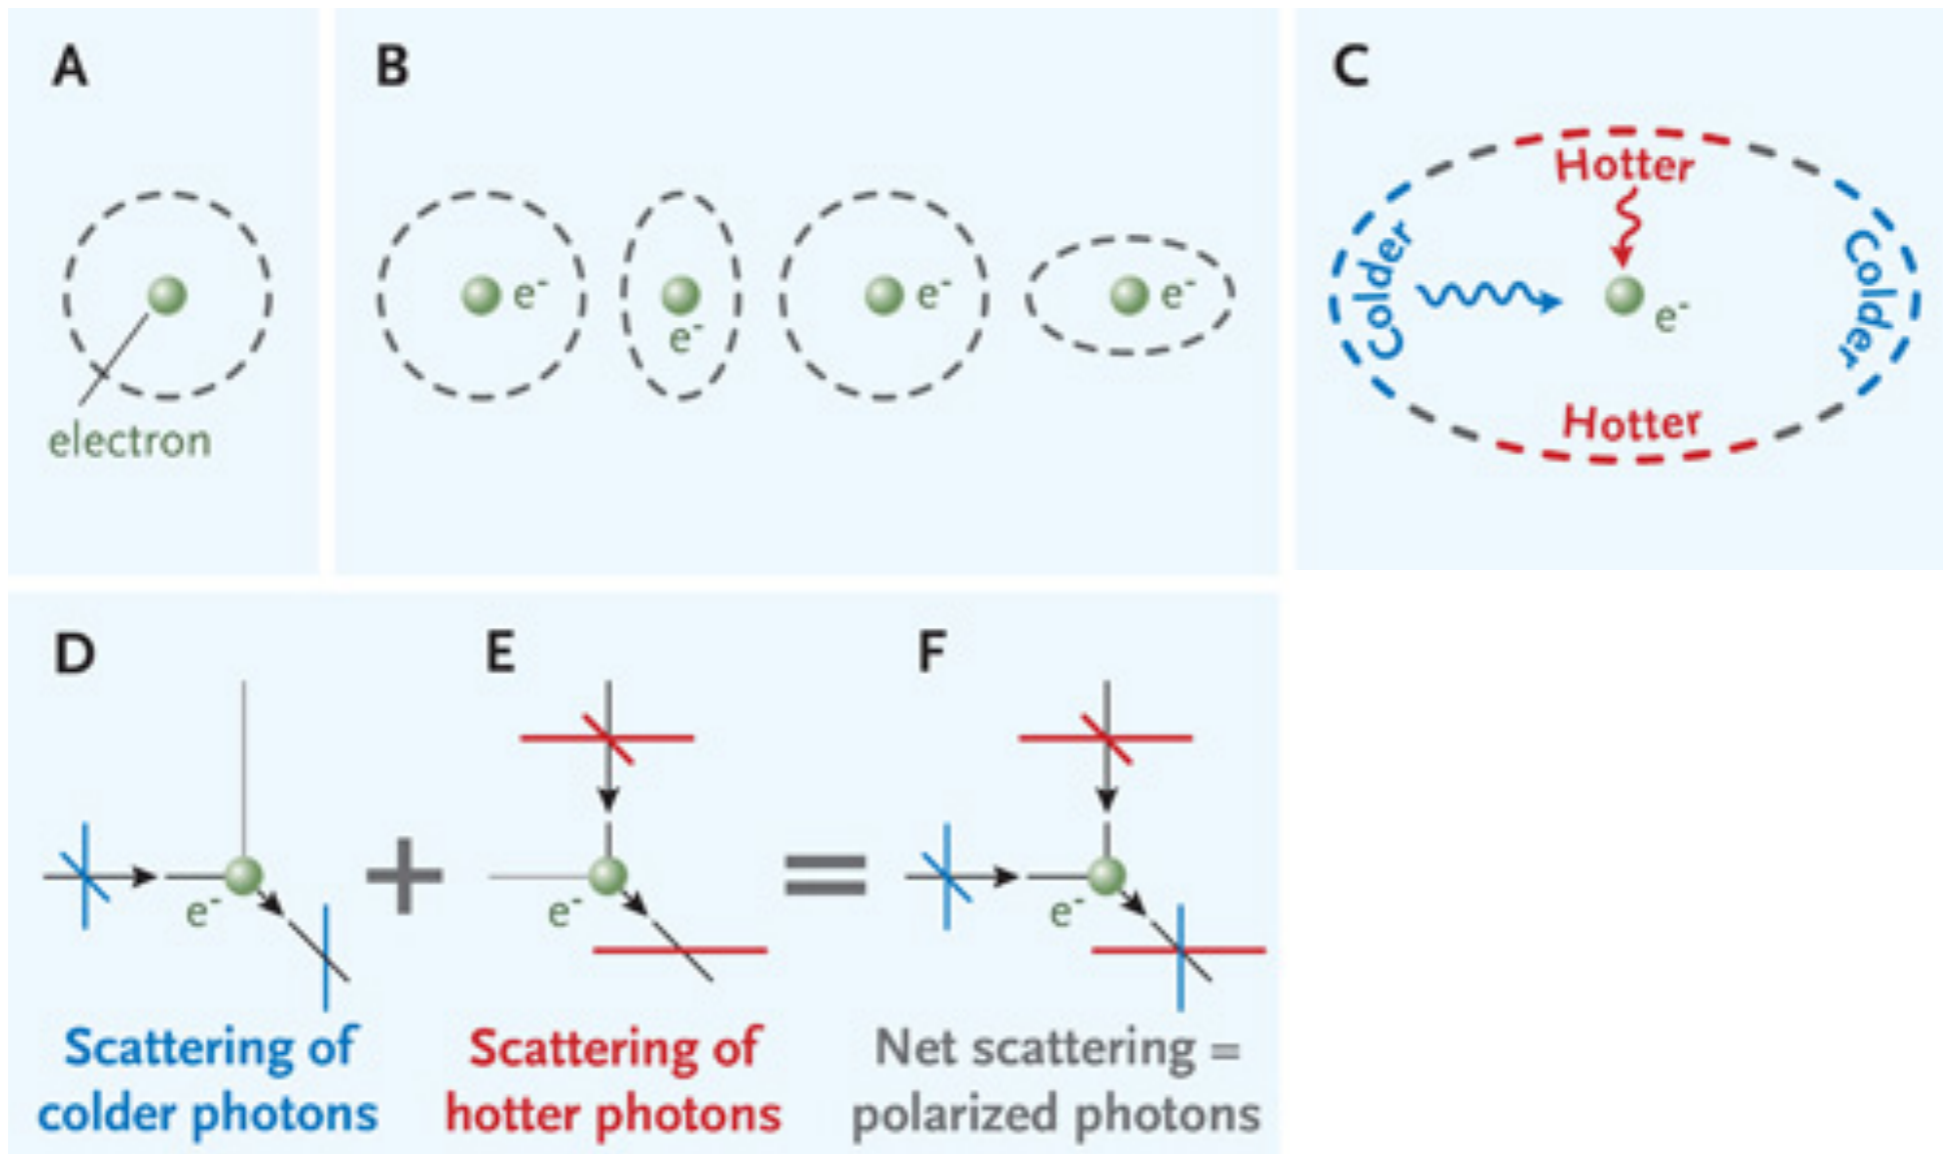 A
electron
B
e-
e-
e-
e-
C
Hotter
Colder
Colder
e-
Hotter
D
e-
Scattering of
colder photons
+
E
e-
Scattering of
hotter photons
=
F
e-
Net scattering =
polarized photons